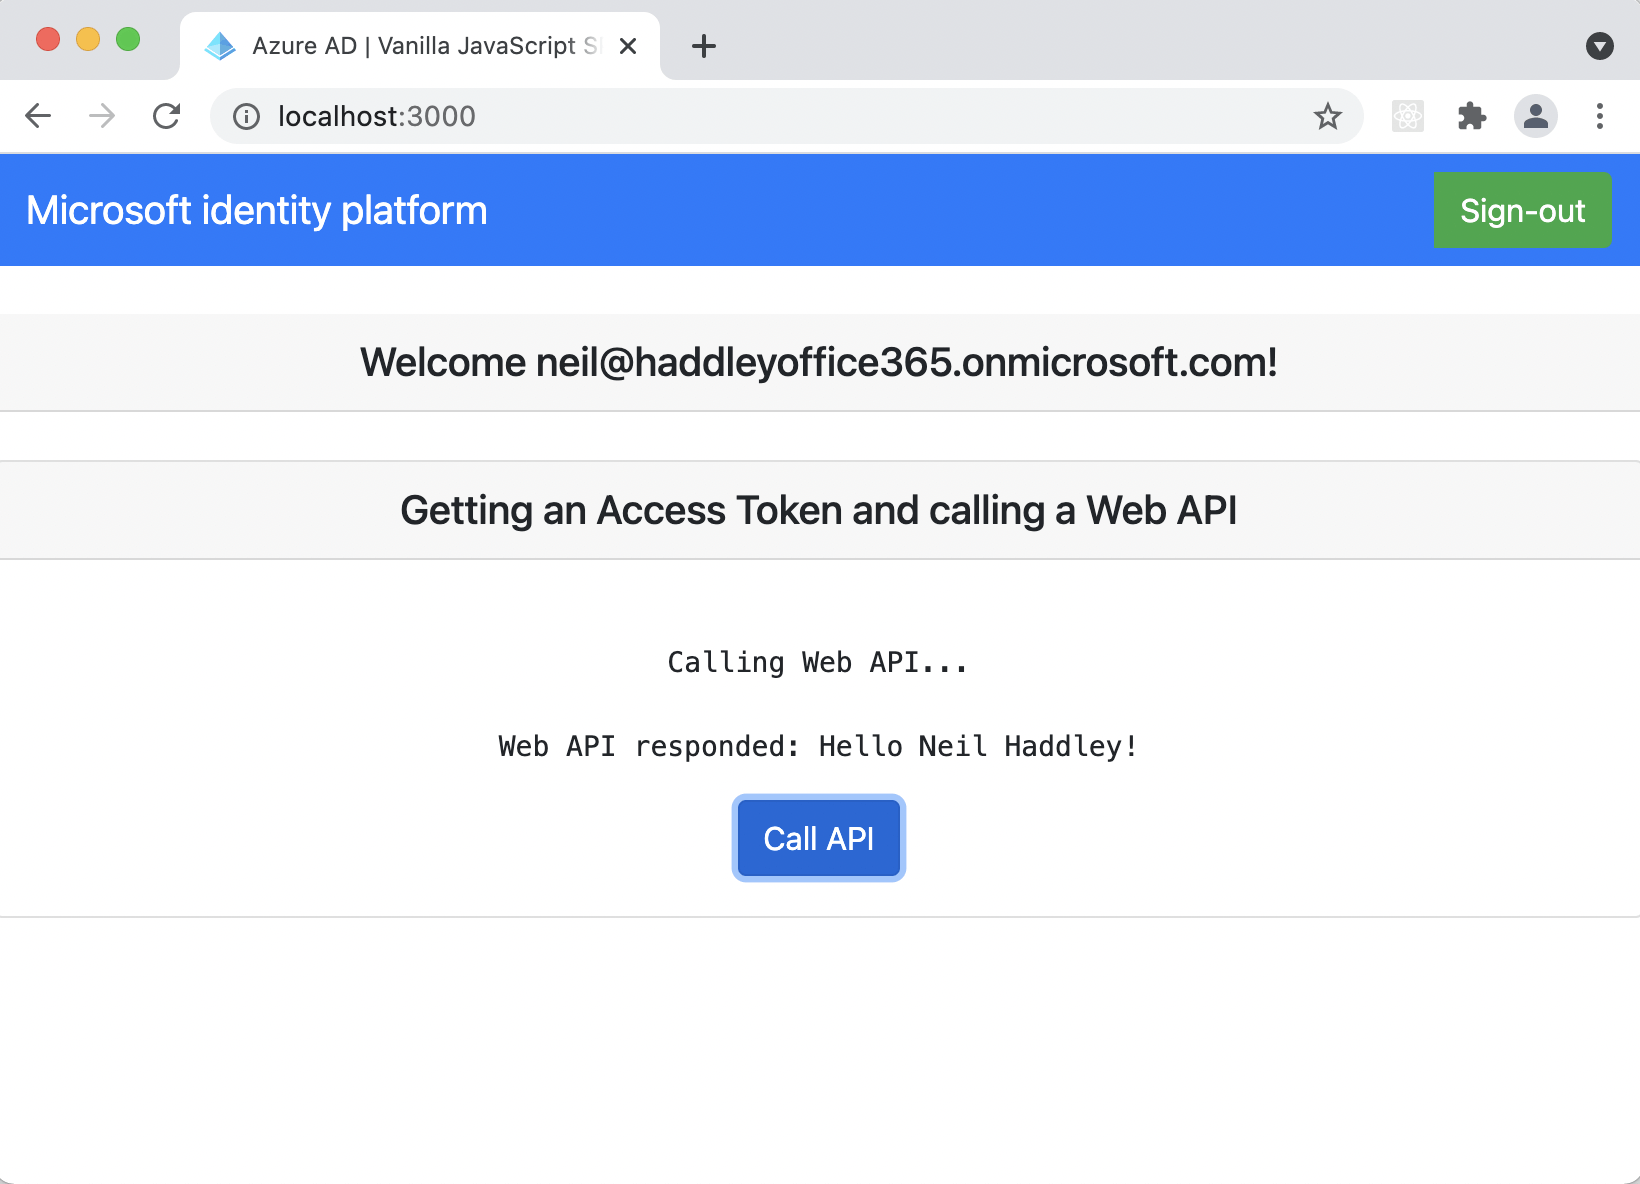 Azure AD | Vanilla JavaScript
localhost:3000
Microsoft identity platform
Sign-out
Welcome neil@haddleyoffice365.onmicrosoft.com!
Getting an Access Token and calling a Web API
Calling Web API...
Web API responded: Hello Neil Haddley!
Call API